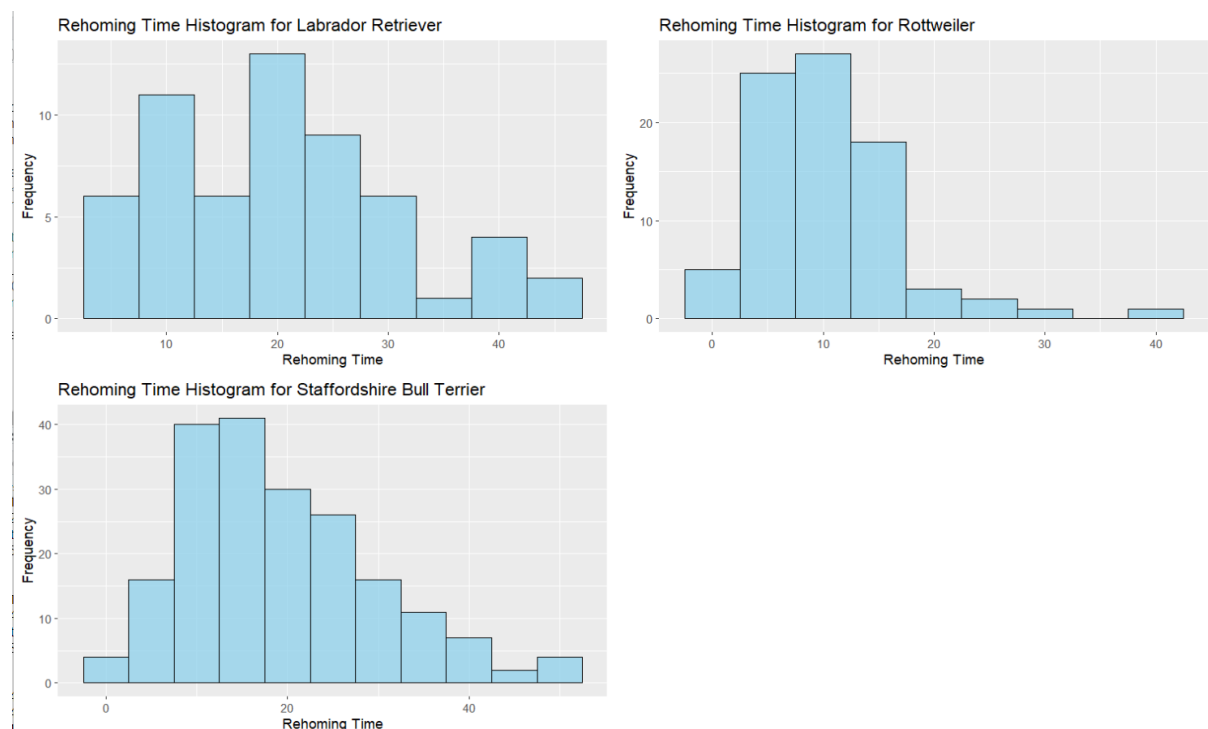 Rehoming Time Histogram for Labrador Retriever
10
5
0
Frequency
10
20
30
40
Rehoming Time
Rehoming Time Histogram for Rottweiler
20
10
0
Frequency
0
10
20
30
40
Rehoming Time
Rehoming Time Histogram for Staffordshire Bull Terrier
40
30
20
10
0
Frequency
0
20
40
Rehoming Time